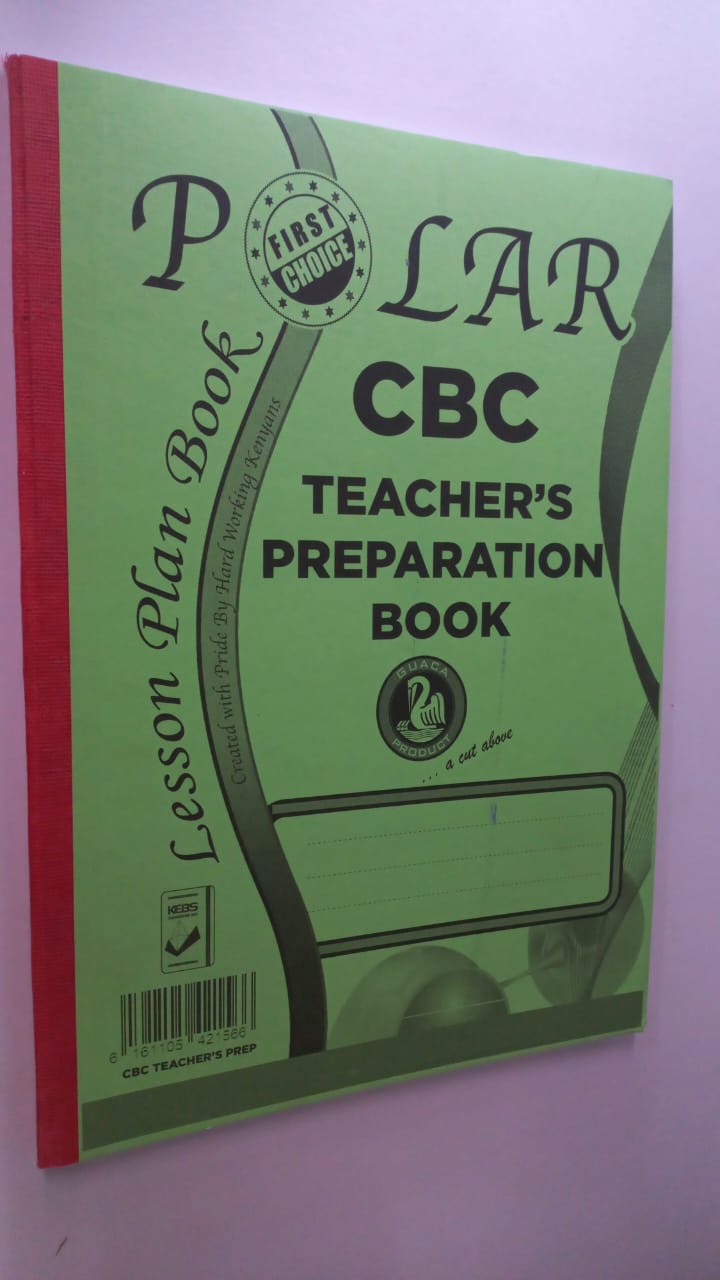 POLAR
FIRST
CHOICE
Lesson Plan Book
Created with Pride By Hard Working Kenyans
CBC
TEACHER'S
PREPARATION
BOOK
GUACA
PRODUCT
... a cut above
KEBS
6 161105 421566
CBC TEACHER'S PREP